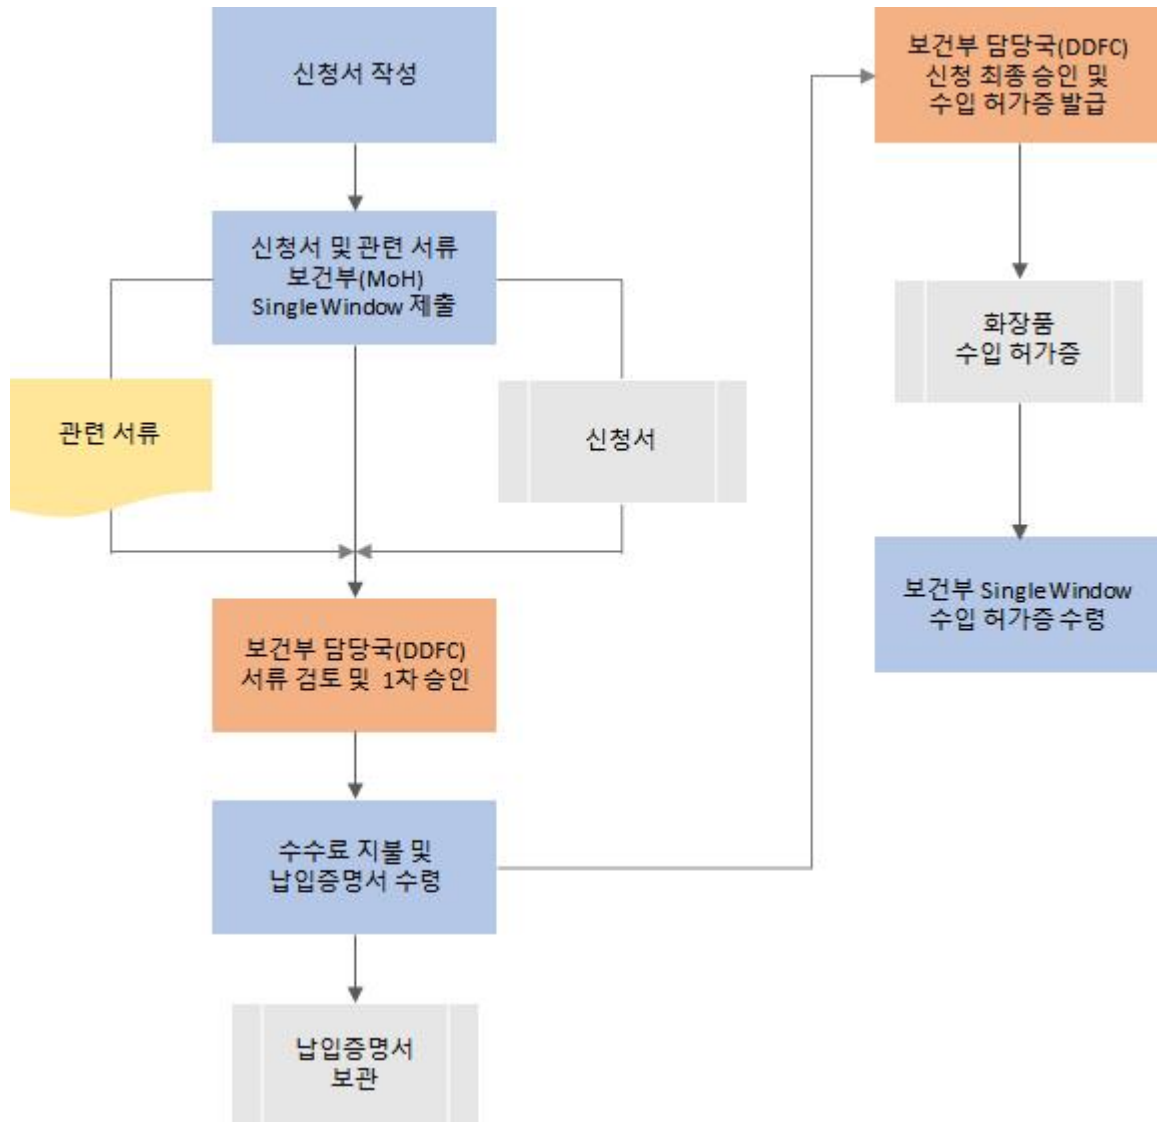 신청서 작성
신청서 및 관련 서류
보건부(MoH)
Single Window 제출
관련 서류
신청서
보건부 담당국(DDFC)
서류 검토 및 1차 승인
수수료 지불 및
납입증명서 수령
납입증명서
보관
보건부 담당국(DDFC)
신청 최종 승인 및
수입 허가증 발급
화장품
수입 허가증
보건부 Single Window
수입 허가증 수령